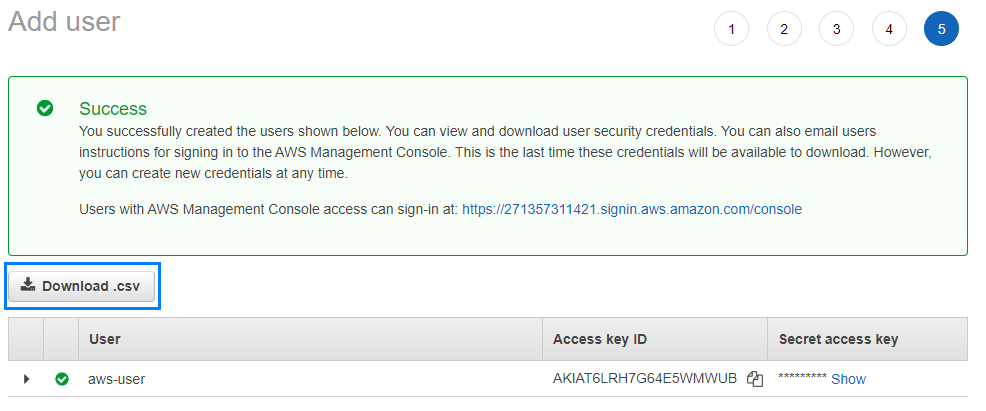 Add user
1 2 3 4 5
Success
You successfully created the users shown below. You can view and download user security credentials. You can also email users
instructions for signing in to the AWS Management Console. This is the last time these credentials will be available to download. However,
you can create new credentials at any time.
Users with AWS Management Console access can sign-in at: https://271357311421.signin.aws.amazon.com/console
Download .csv
User Access key ID Secret access key
aws-user AKIAT6LRH7G64E5WMWUB ********* Show